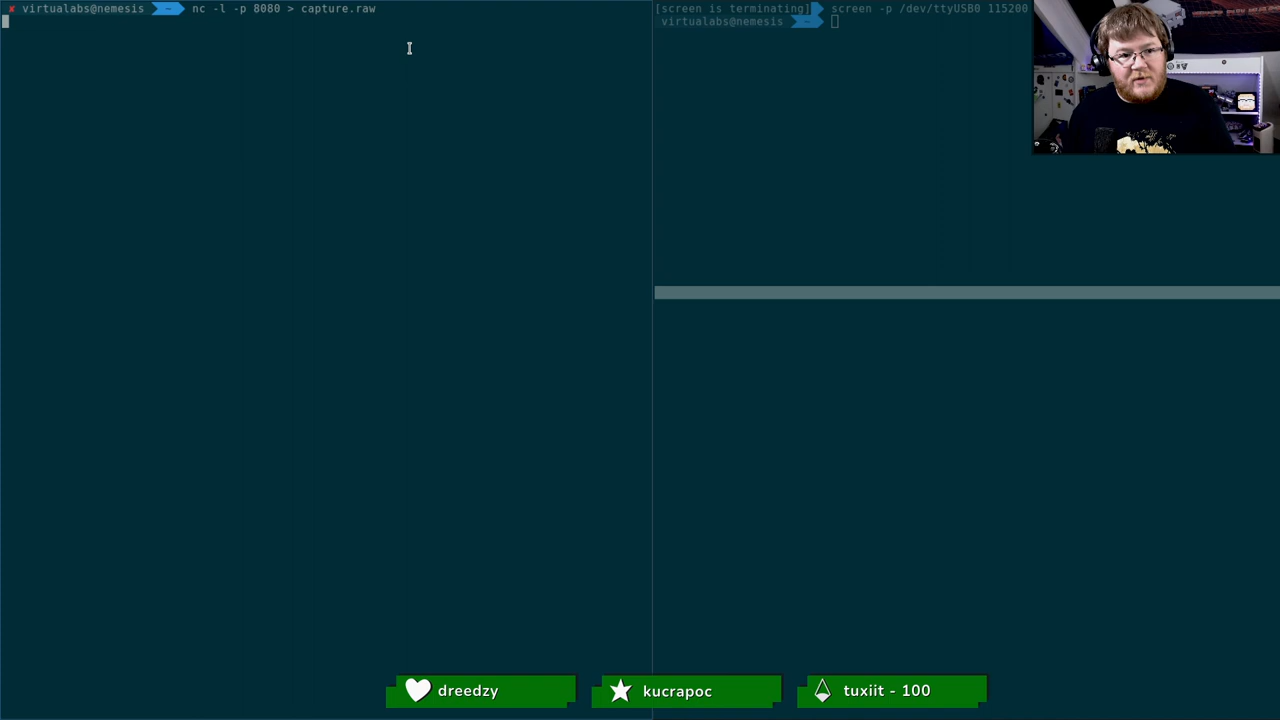 ✘ virtualabs@nemesis ~ nc -l -p 8080 > capture.raw
[screen is terminating] screen -p /dev/ttyUSB0 115200
virtualabs@nemesis ~
dreedzy
kucrapoc
tuxiit - 100